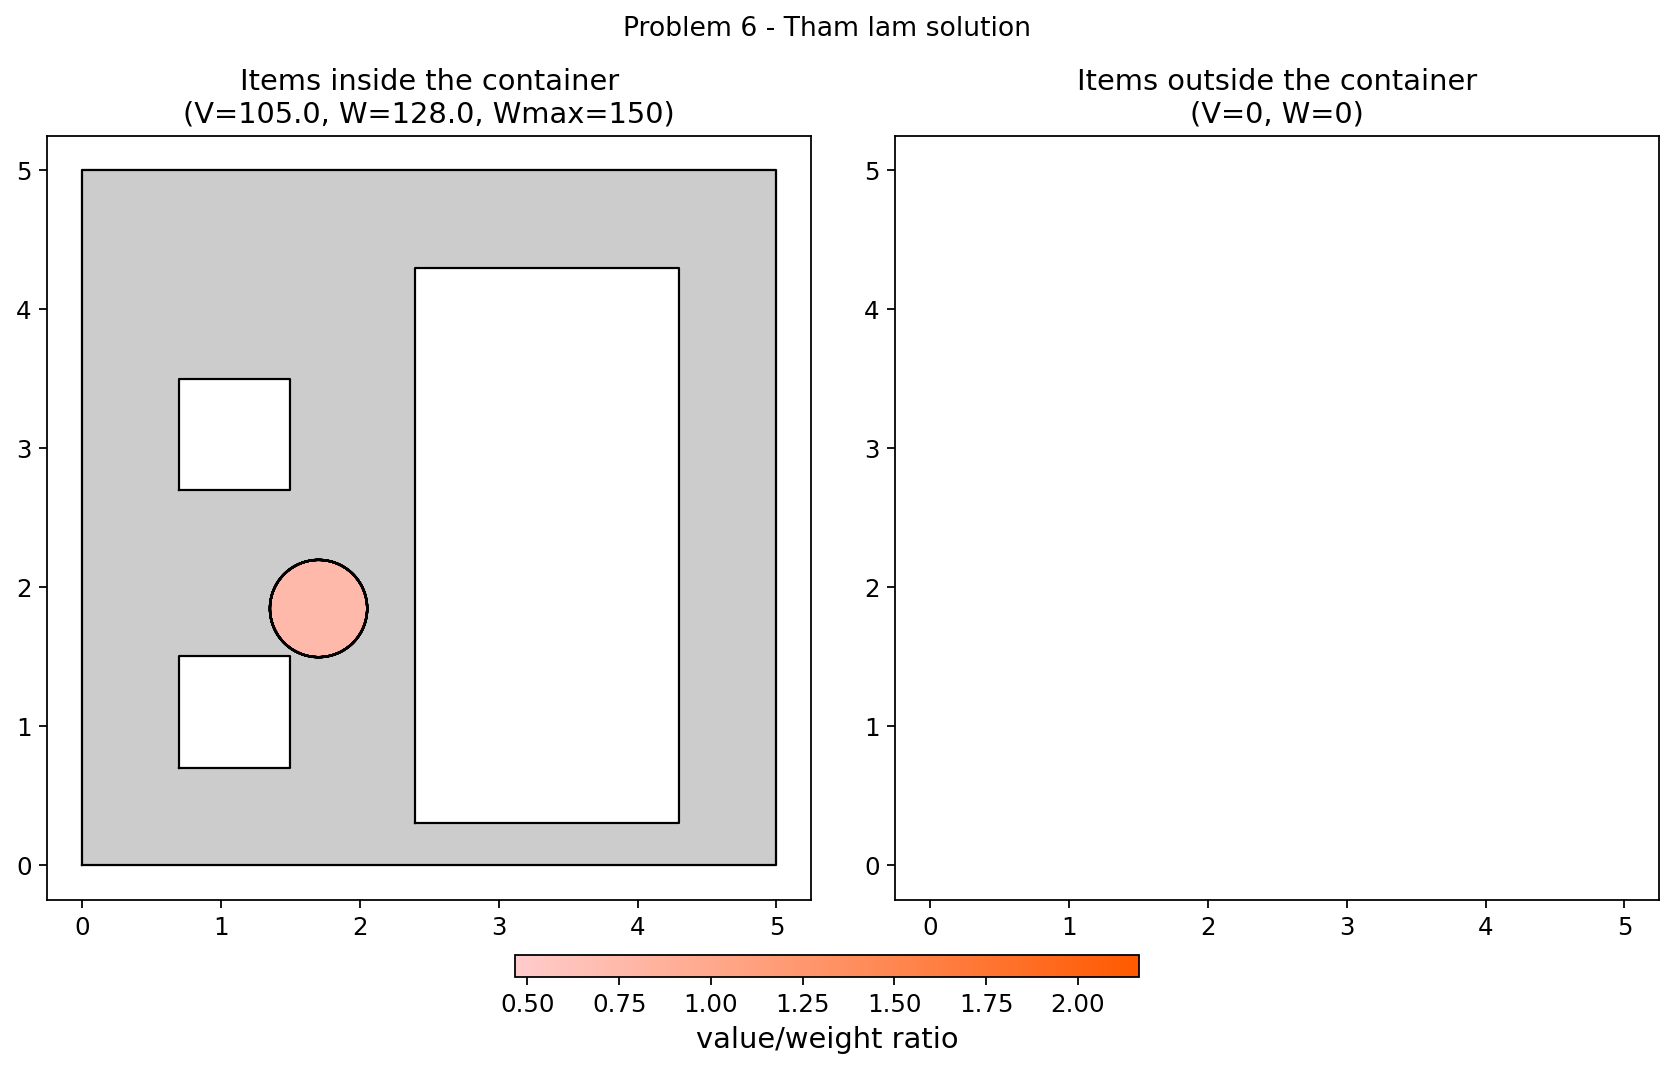 Problem 6 - Tham lam solution
Items inside the container
(V=105.0, W=128.0, Wmax=150)
5
4
3
2
1
0
0 1 2 3 4 5
Items outside the container
(V=0, W=0)
5
4
3
2
1
0
0 1 2 3 4 5
0.50 0.75 1.00 1.25 1.50 1.75 2.00
value/weight ratio